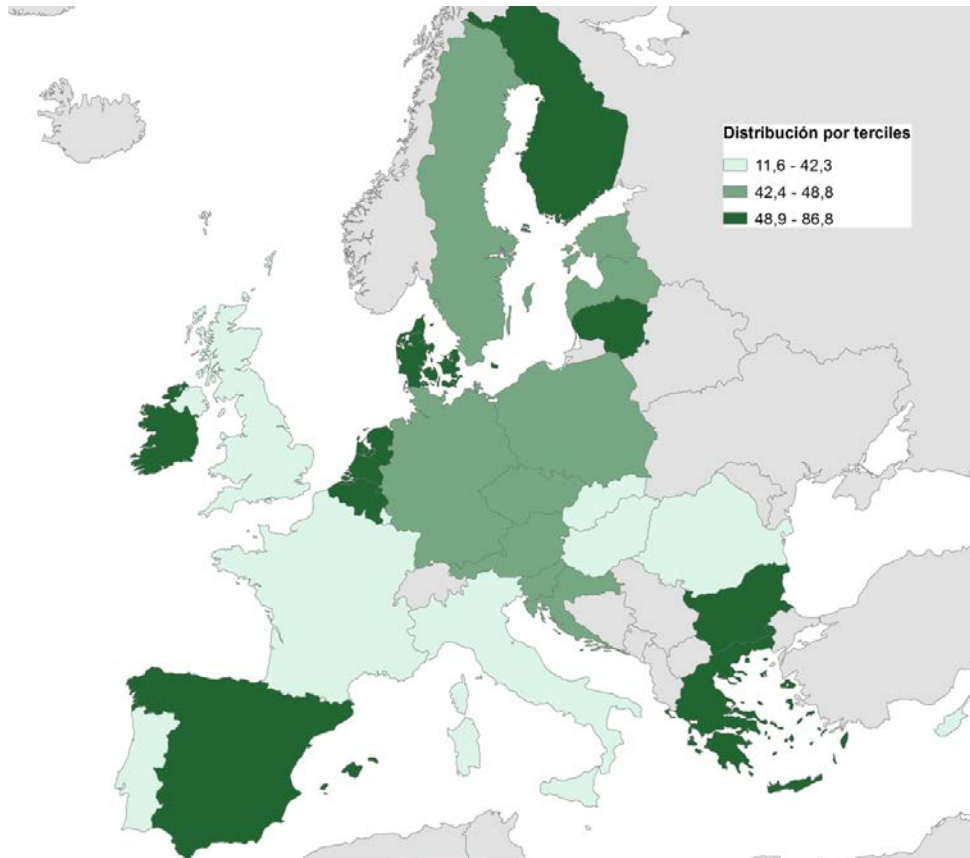 Distribución por terciles
11,6 - 42,3
42,4 - 48,8
48,9 - 86,8